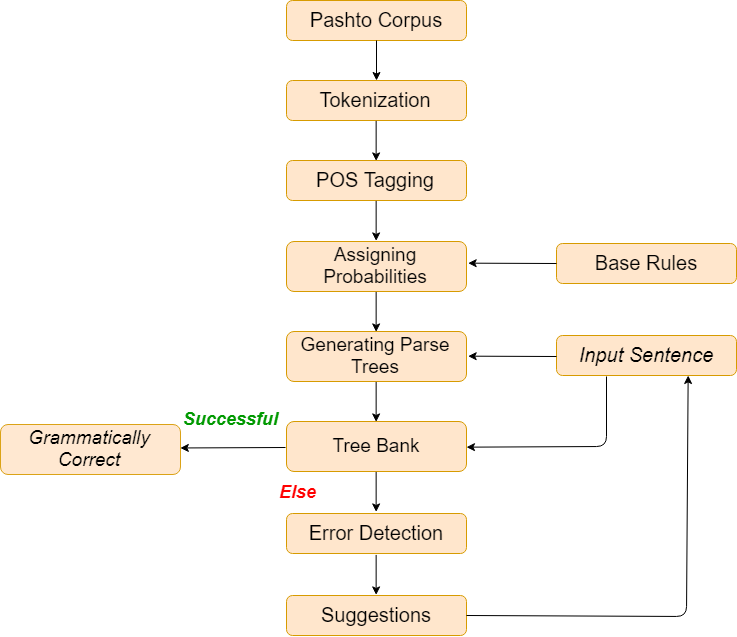 Pashto Corpus
Tokenization
POS Tagging
Assigning
Probabilities
Base Rules
Generating Parse
Trees
Input Sentence
Successful
Grammatically
Correct
Tree Bank
Else
Error Detection
Suggestions